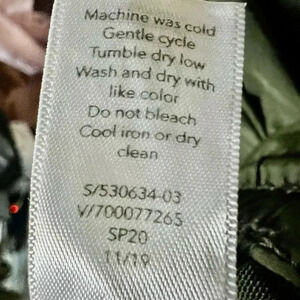 Machine was cold
Gentle cycle
Tumble dry low
Wash and dry with
like color
Do not bleach
Cool iron or dry
clean
S/530634-03
V/700077265
SP20
11/19